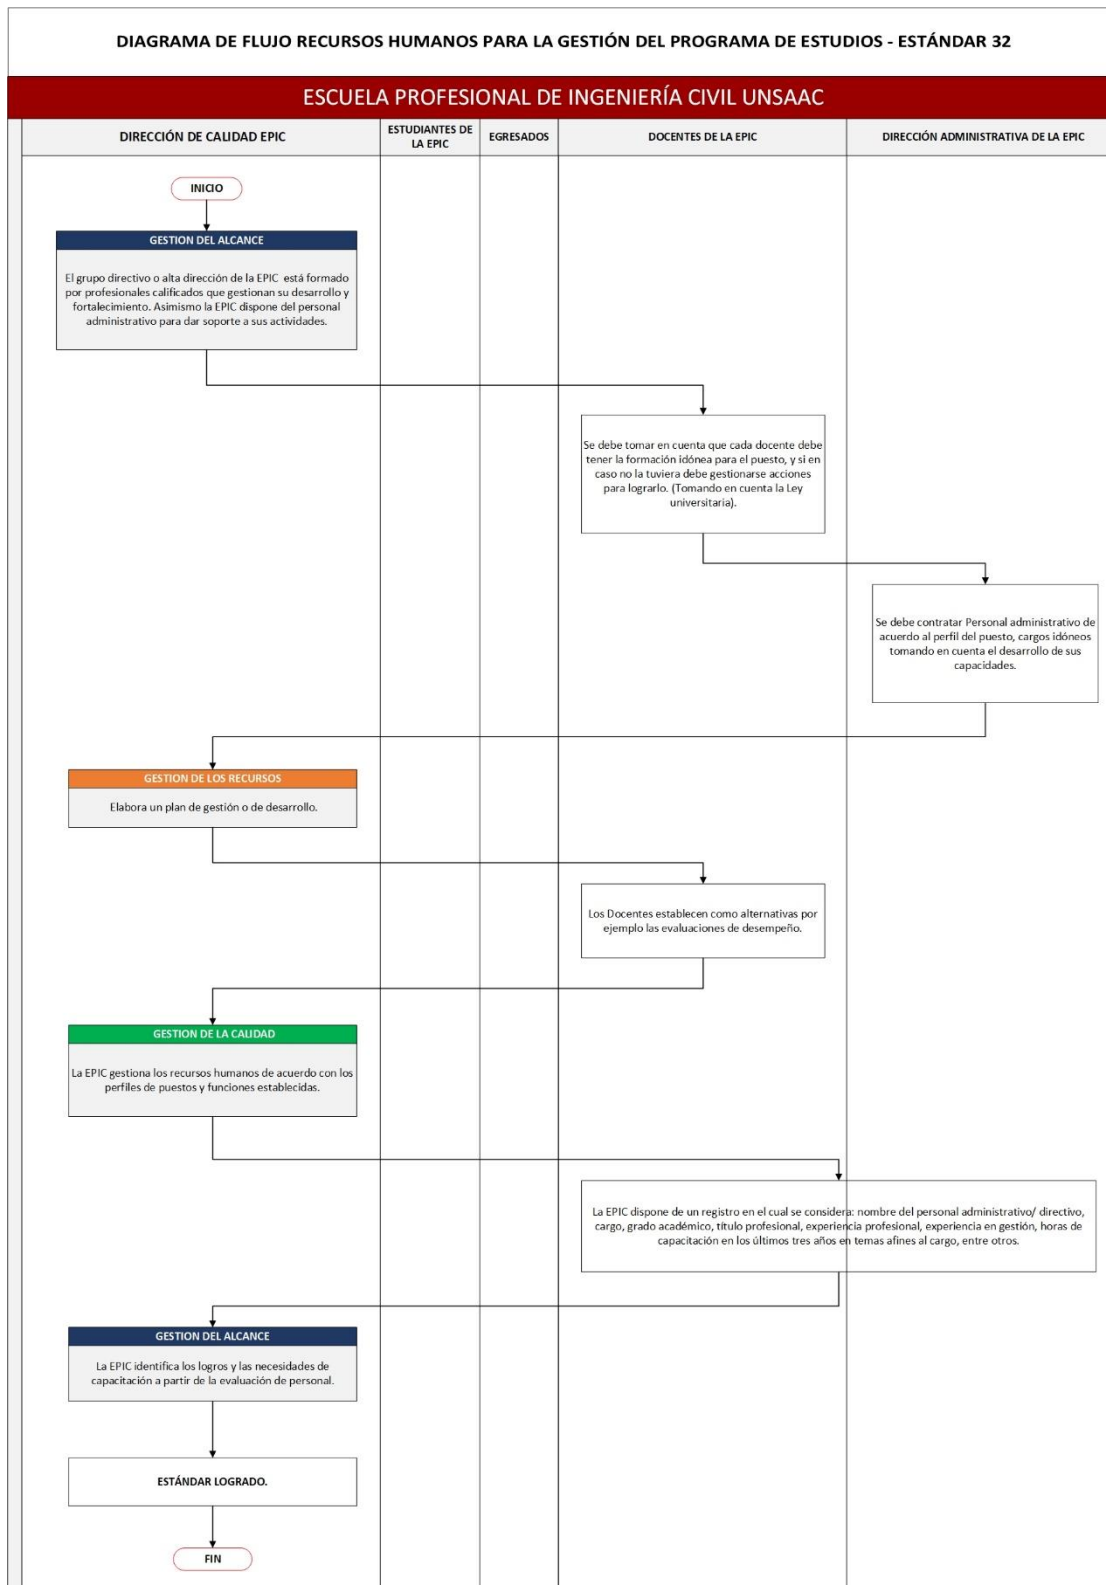 DIAGRAMA DE FLUJO RECURSOS HUMANOS PARA LA GESTIÓN DEL PROGRAMA DE ESTUDIOS - ESTÁNDAR 32
ESCUELA PROFESIONAL DE INGENIERÍA CIVIL UNSAAC
DIRECCIÓN DE CALIDAD EPIC
ESTUDIANTES DE
LA EPIC
EGRESADOS
DOCENTES DE LA EPIC
DIRECCIÓN ADMINISTRATIVA DE LA EPIC
INICIO
GESTION DEL ALCANCE
El grupo directivo o alta dirección de la EPIC está formado
por profesionales calificados que gestionan su desarrollo y
fortalecimiento. Asimismo la EPIC dispone del personal
administrativo para dar soporte a sus actividades.
Se debe tomar en cuenta que cada docente debe
tener la formación idónea para el puesto, y si en
caso no la tuviera debe gestionarse acciones
para lograrlo. (Tomando en cuenta la Ley
universitaria).
Se debe contratar Personal administrativo de
acuerdo al perfil del puesto, cargos idóneos
tomando en cuenta el desarrollo de sus
capacidades.
GESTION DE LOS RECURSOS
Elabora un plan de gestión o de desarrollo.
Los Docentes establecen como alternativas por
ejemplo las evaluaciones de desempeño.
GESTION DE LA CALIDAD
La EPIC gestiona los recursos humanos de acuerdo con los
perfiles de puestos y funciones establecidas.
La EPIC dispone de un registro en el cual se considera: nombre del personal administrativo/ directivo,
cargo, grado académico, título profesional, experiencia profesional, experiencia en gestión, horas de
capacitación en los últimos tres años en temas afines al cargo, entre otros.
GESTION DEL ALCANCE
La EPIC identifica los logros y las necesidades de
capacitación a partir de la evaluación de personal.
ESTÁNDAR LOGRADO.
FIN